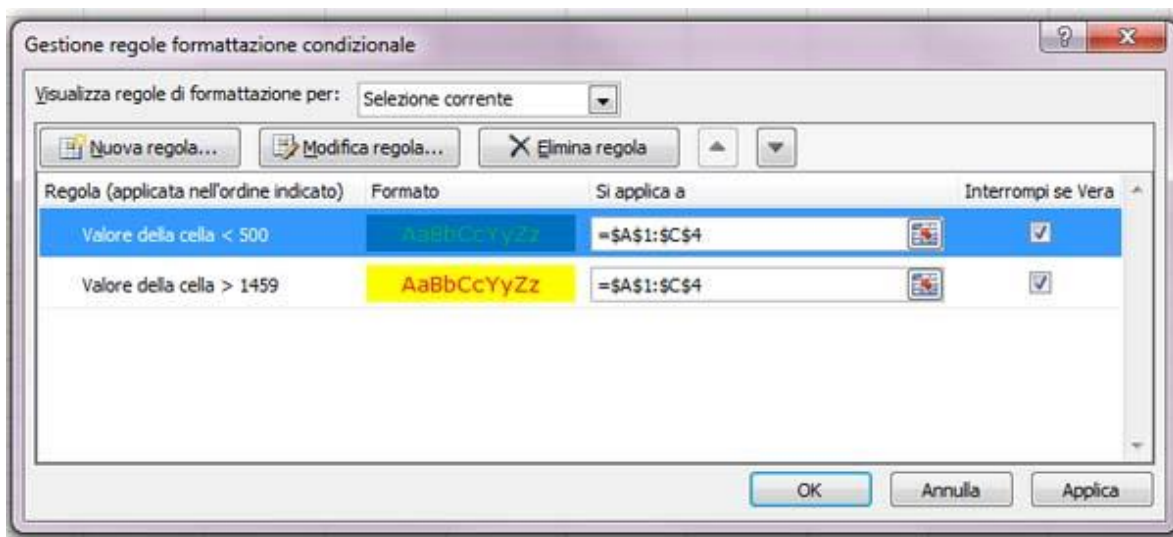 Gestione regole formattazione condizionale
Visualizza regole di formattazione per: Selezione corrente
Nuova regola... Modifica regola... Elimina regola
Regola (applicata nell'ordine indicato) Formato Si applica a Interrompi se Vera
Valore della cella < 500 AaBbCcYyZz =$A$1:$C$4
Valore della cella > 1459 AaBbCcYyZz =$A$1:$C$4
OK Annulla Applica